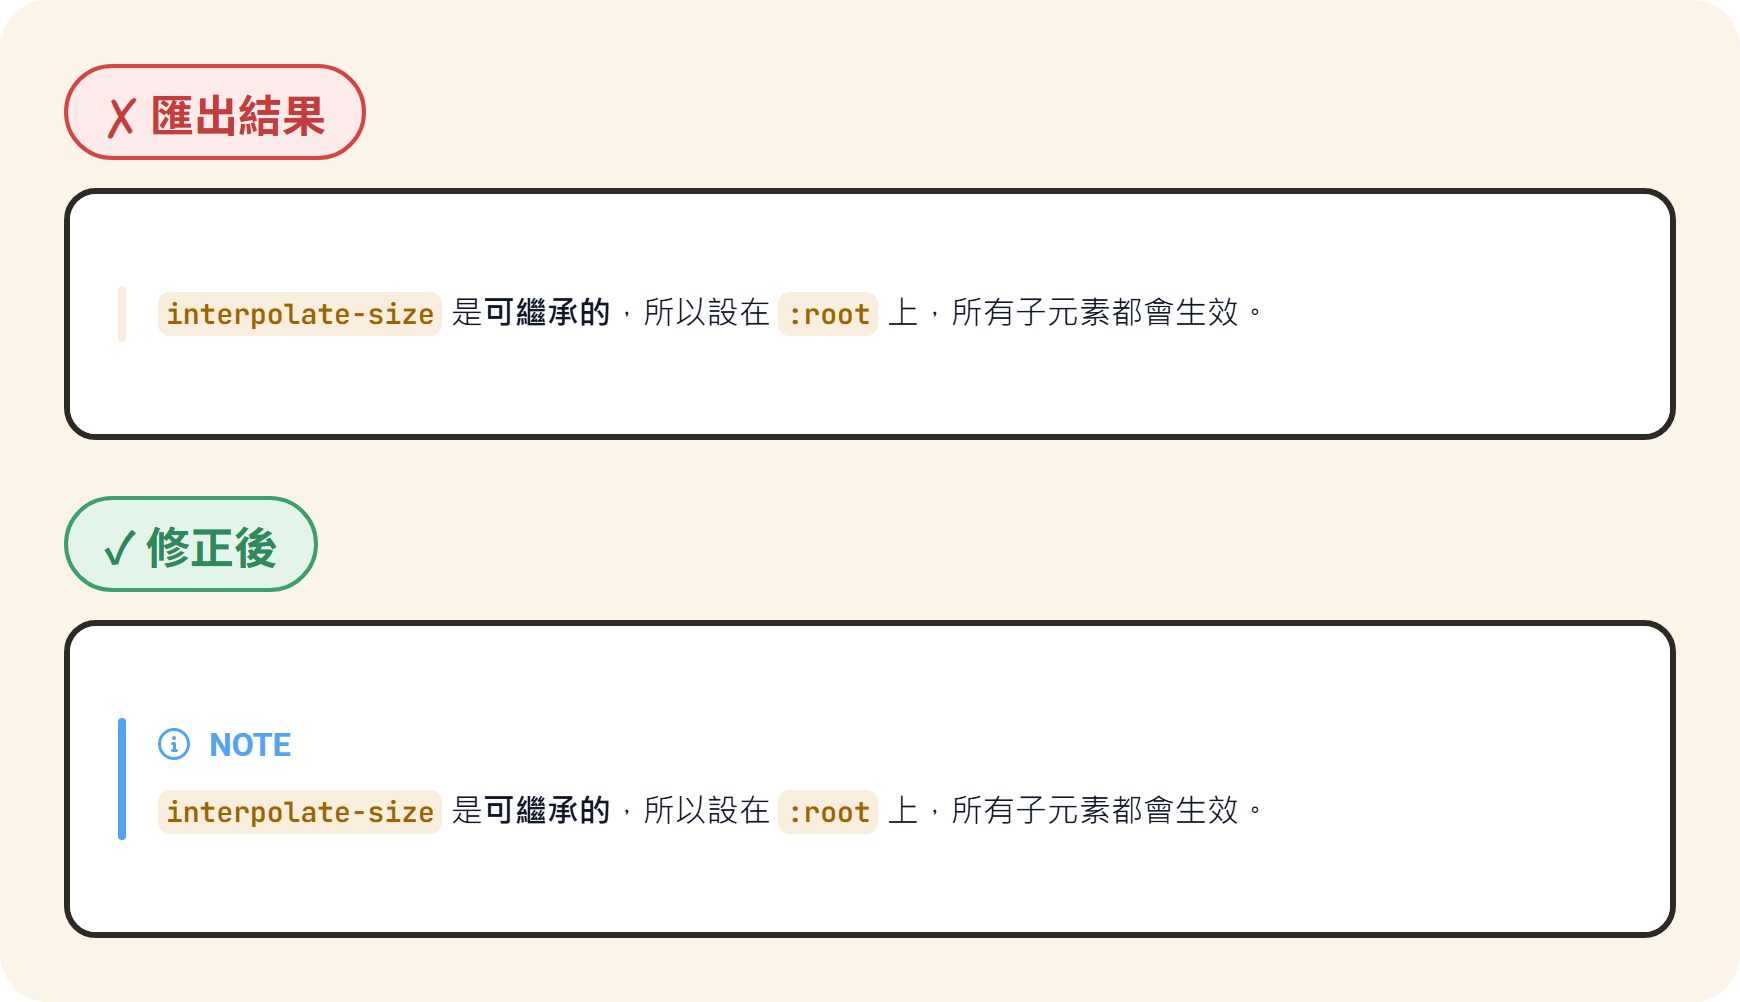 ✗ 匯出結果
interpolate-size 是可繼承的，所以設在 :root 上，所有子元素都會生效。
✓ 修正後
NOTE
interpolate-size 是可繼承的，所以設在 :root 上，所有子元素都會生效。